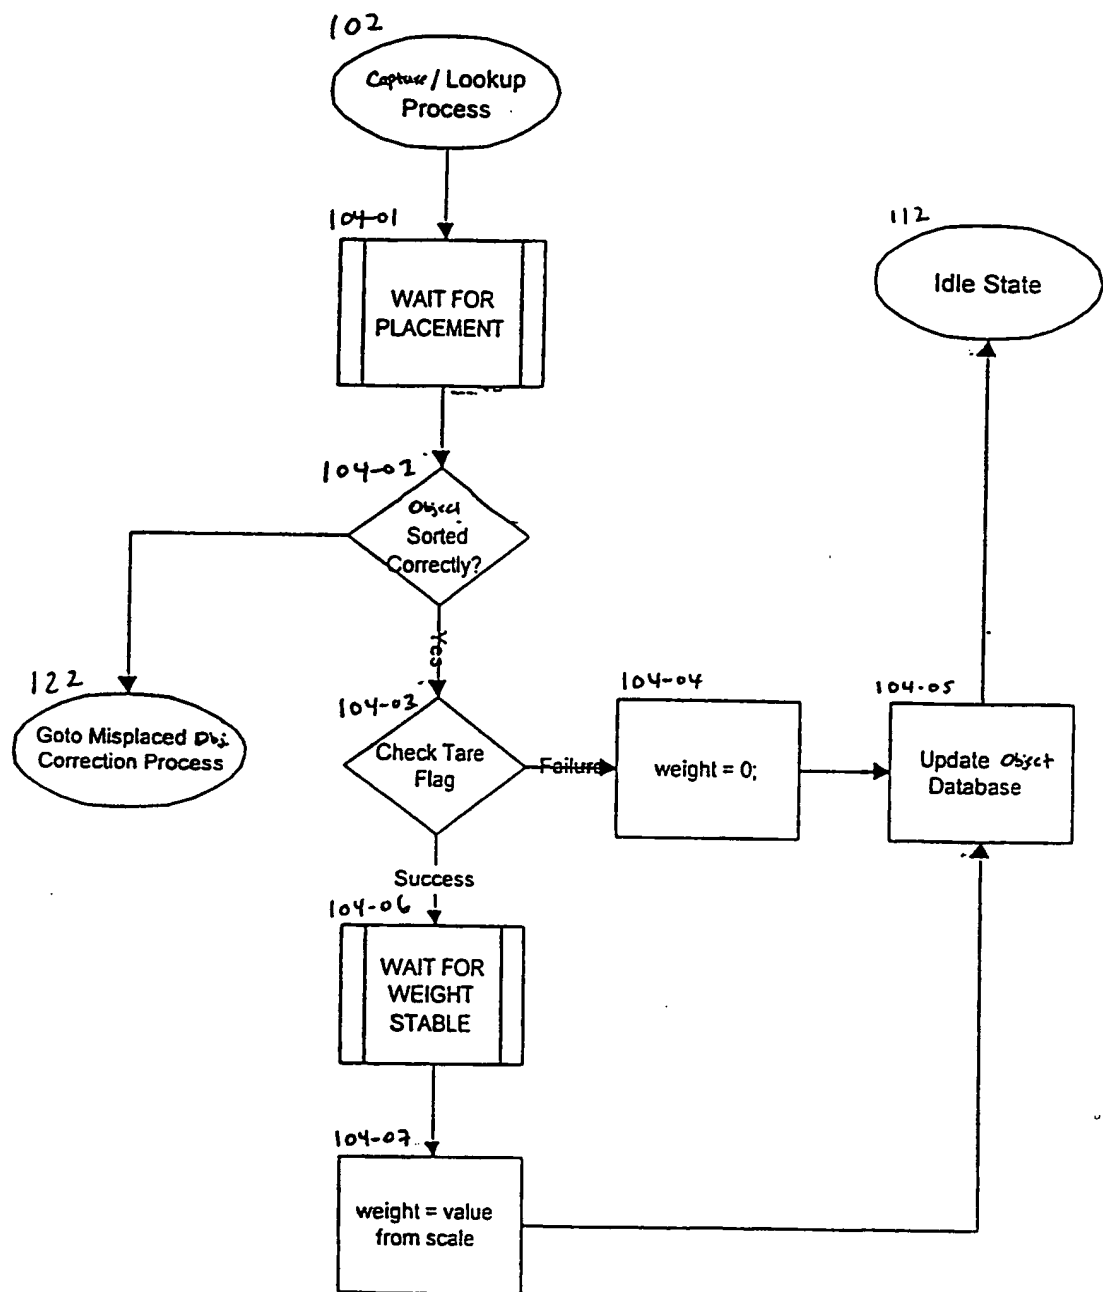 102
Capture / Lookup
Process
104-01
WAIT FOR
PLACEMENT
112
Idle State
104-02
Object
Sorted
Correctly?
Yes
122
Goto Misplaced Obj.
Correction Process
104-03
Check Tare
Flag
Failure
104-04
weight = 0;
104-05
Update Object
Database
Success
104-06
WAIT FOR
WEIGHT
STABLE
104-07
weight = value
from scale